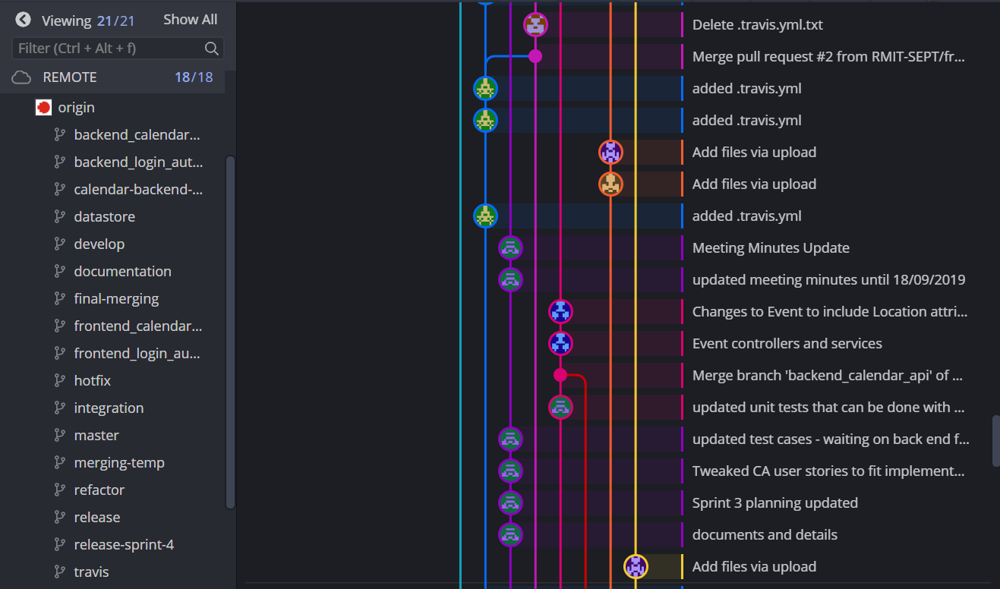 Viewing 21/21 Show All
Filter (Ctrl + Alt + f)
REMOTE 18/18
origin
backend_calendar...
backend_login_aut...
calendar-backend-...
datastore
develop
documentation
final-merging
frontend_calendar...
frontend_login_au...
hotfix
integration
master
merging-temp
refactor
release
release-sprint-4
travis
Delete .travis.yml.txt
Merge pull request #2 from RMIT-SEPT/fr...
added .travis.yml
added .travis.yml
Add files via upload
Add files via upload
added .travis.yml
Meeting Minutes Update
updated meeting minutes until 18/09/2019
Changes to Event to include Location attri...
Event controllers and services
Merge branch 'backend_calendar_api' of ...
updated unit tests that can be done with ...
updated test cases - waiting on back end f...
Tweaked CA user stories to fit implement...
Sprint 3 planning updated
documents and details
Add files via upload